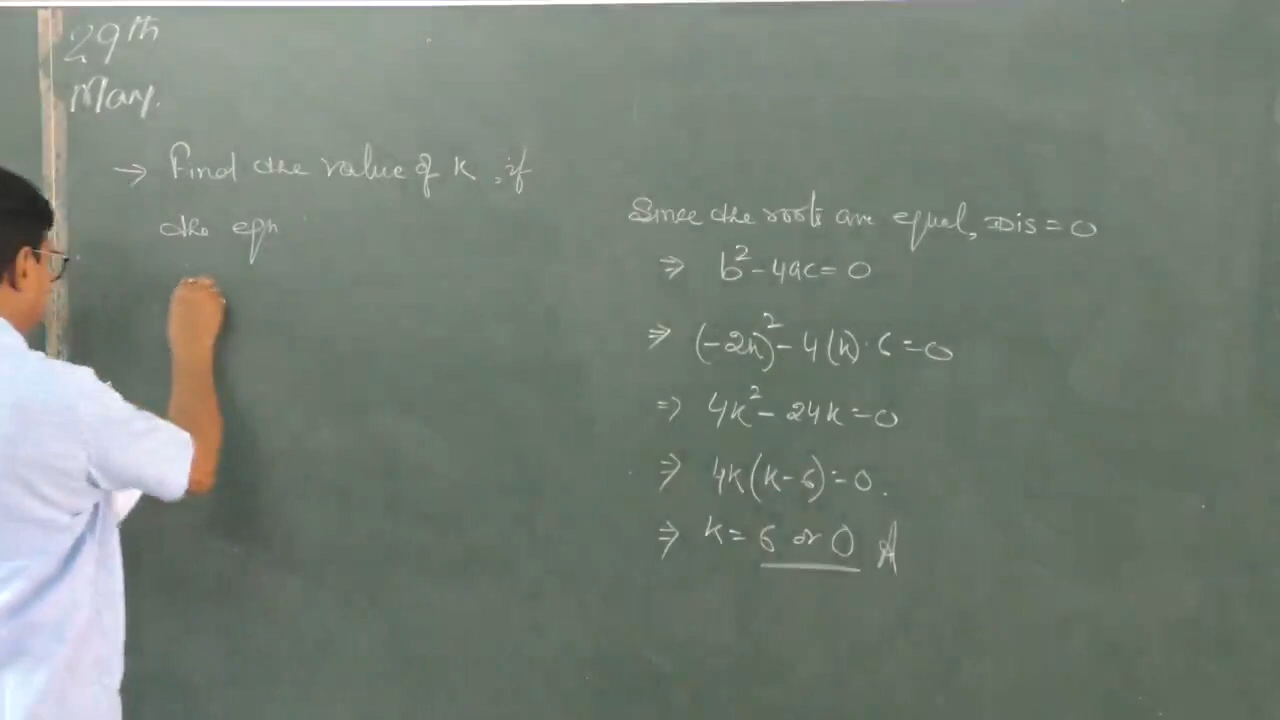 29th
May.
→ Find the value of k, if
the eqn
Since the roots are equal, Dis = 0
⇒ b²-4ac = 0
⇒ (-2k)² - 4(k)·6 = 0
⇒ 4k² - 24k = 0
⇒ 4k(k-6) = 0.
⇒ k = 6 or 0 A